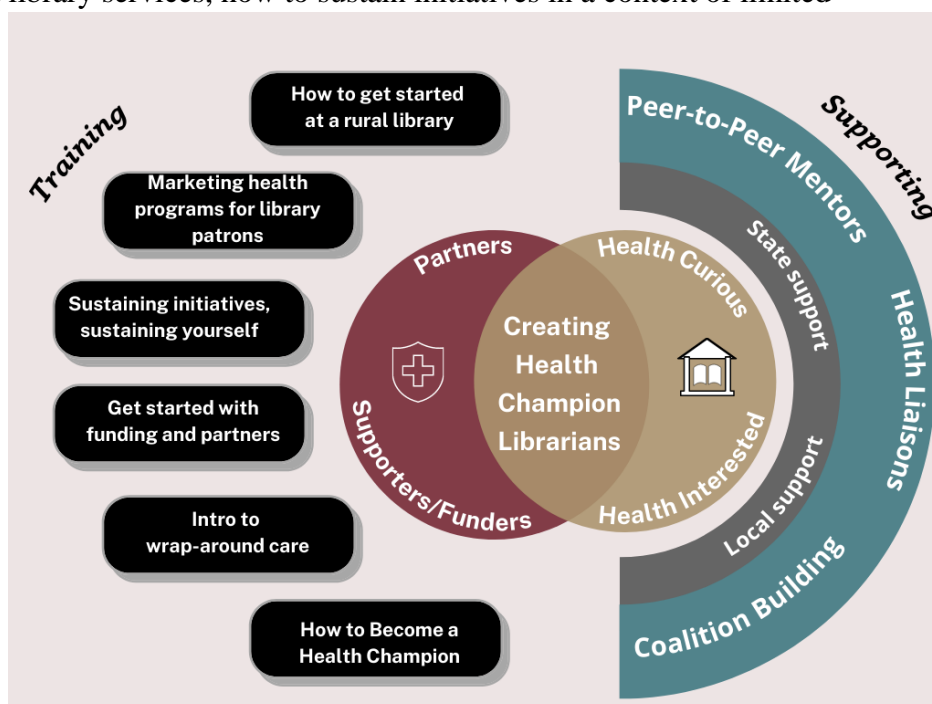 library services, how to sustain initiatives in a context of limited
Training
How to get started
at a rural library
Marketing health
programs for library
patrons
Sustaining initiatives,
sustaining yourself
Get started with
funding and partners
Intro to
wrap-around care
How to Become a
Health Champion
Partners
Supporters/Funders
Creating
Health
Champion
Librarians
Health Curious
Health Interested
State support
Local support
Peer-to-Peer Mentors
Health Liaisons
Coalition Building
Supporting